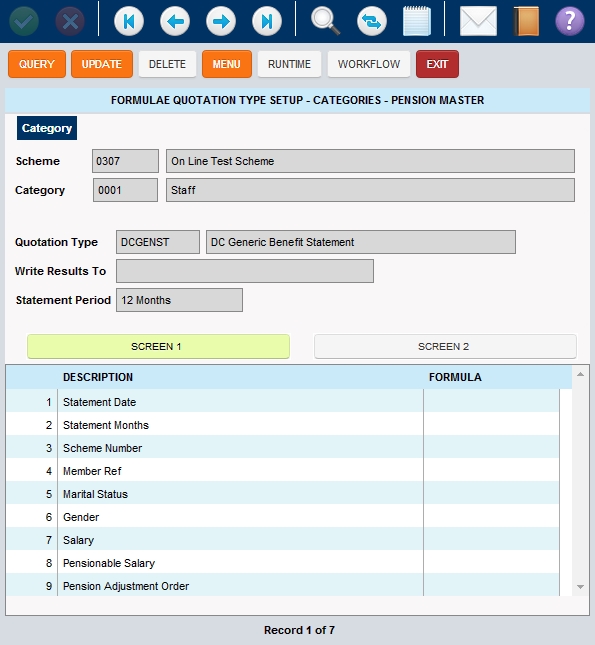 ?
QUERY UPDATE DELETE MENU RUNTIME WORKFLOW EXIT
FORMULAE QUOTATION TYPE SETUP - CATEGORIES - PENSION MASTER
Category
Scheme 0307 On Line Test Scheme
Category 0001 Staff
Quotation Type DCGENST DC Generic Benefit Statement
Write Results To
Statement Period 12 Months
SCREEN 1 SCREEN 2
DESCRIPTION FORMULA
1 Statement Date
2 Statement Months
3 Scheme Number
4 Member Ref
5 Marital Status
6 Gender
7 Salary
8 Pensionable Salary
9 Pension Adjustment Order
Record 1 of 7